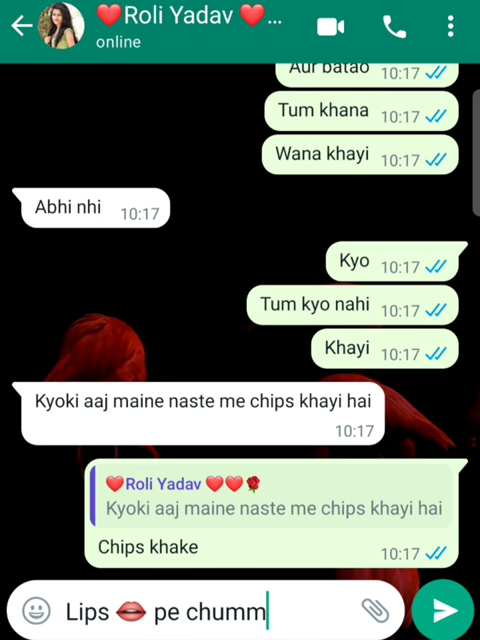 ❤️Roli Yadav ❤️...
online
Aur batao 10:17
Tum khana 10:17
Wana khayi 10:17
Abhi nhi 10:17
Kyo 10:17
Tum kyo nahi 10:17
Khayi 10:17
Kyoki aaj maine naste me chips khayi hai
10:17
❤️Roli Yadav ❤️❤️🌹
Kyoki aaj maine naste me chips khayi hai
Chips khake 10:17
Lips 👄 pe chumm